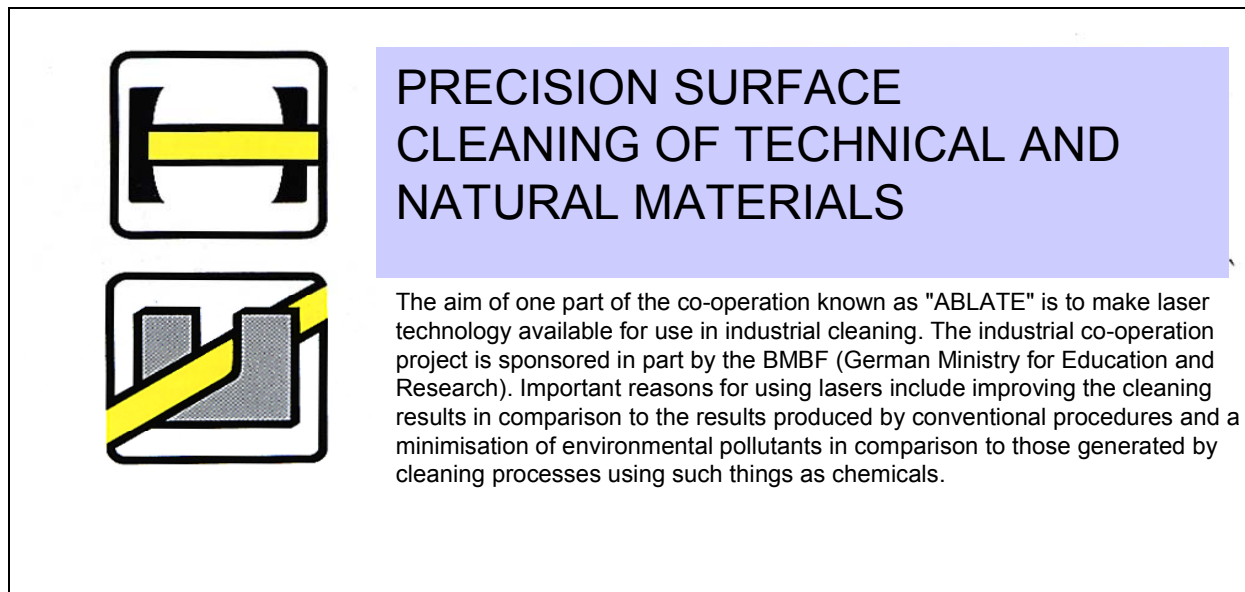 PRECISION SURFACE
CLEANING OF TECHNICAL AND
NATURAL MATERIALS
The aim of one part of the co-operation known as "ABLATE" is to make laser
technology available for use in industrial cleaning. The industrial co-operation
project is sponsored in part by the BMBF (German Ministry for Education and
Research). Important reasons for using lasers include improving the cleaning
results in comparison to the results produced by conventional procedures and a
minimisation of environmental pollutants in comparison to those generated by
cleaning processes using such things as chemicals.